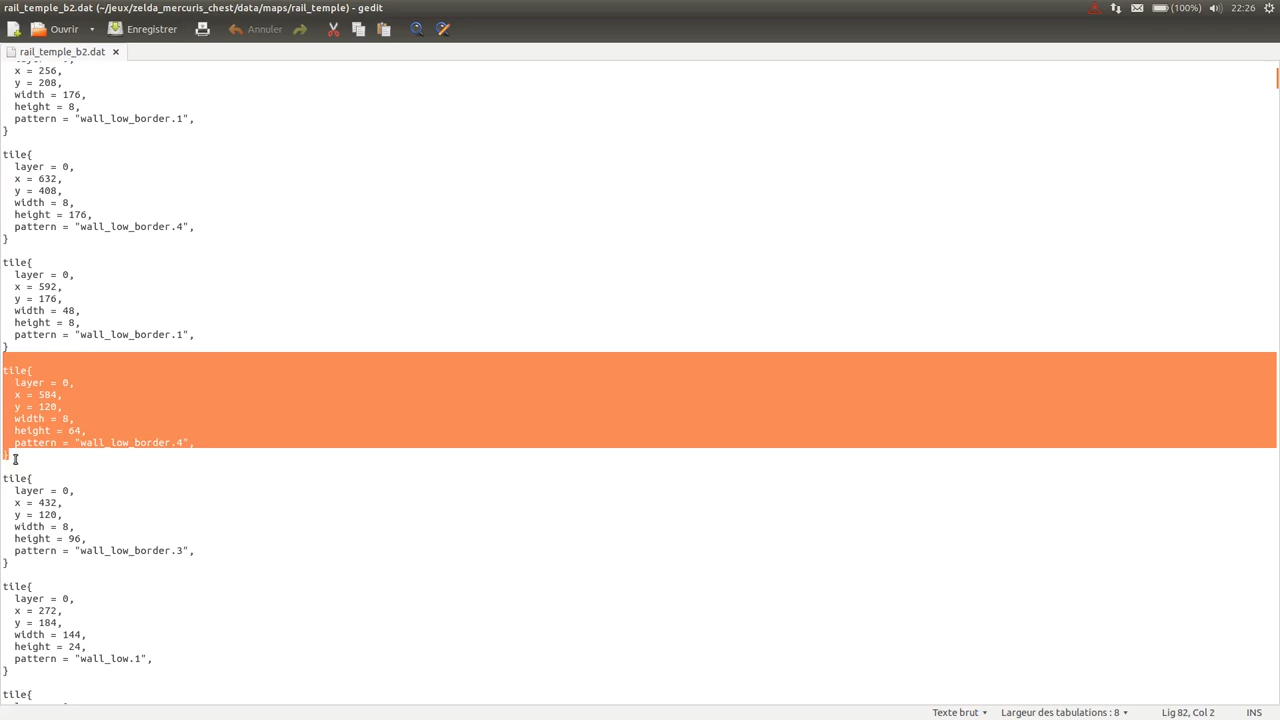 rail_temple_b2.dat (~/jeux/zelda_mercuris_chest/data/maps/rail_temple) - gedit
(100%)
22:26
Ouvrir
Enregistrer
Annuler
rail_temple_b2.dat
x = 256,
y = 208,
width = 176,
height = 8,
pattern = "wall_low_border.1",
}
tile{
layer = 0,
x = 632,
y = 408,
width = 8,
height = 176,
pattern = "wall_low_border.4",
}
tile{
layer = 0,
x = 592,
y = 176,
width = 48,
height = 8,
pattern = "wall_low_border.1",
}
tile{
layer = 0,
x = 584,
y = 120,
width = 8,
height = 64,
pattern = "wall_low_border.4",
}
tile{
layer = 0,
x = 432,
y = 120,
width = 8,
height = 96,
pattern = "wall_low_border.3",
}
tile{
layer = 0,
x = 272,
y = 184,
width = 144,
height = 24,
pattern = "wall_low.1",
}
tile{
Texte brut
Largeur des tabulations : 8
Lig 82, Col 2
INS